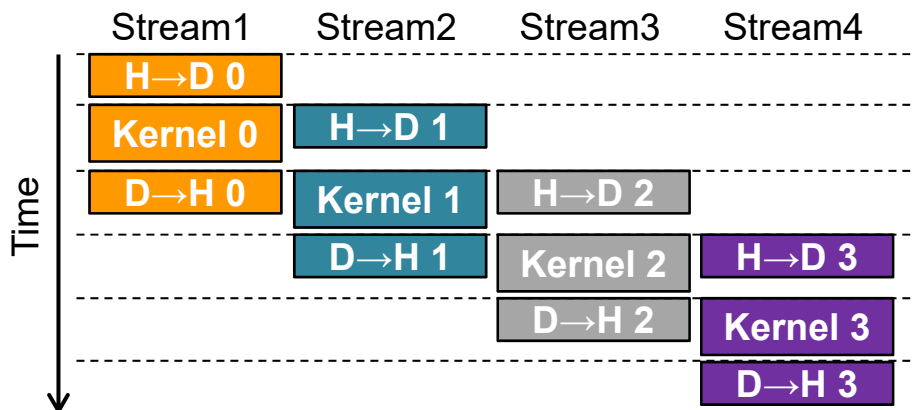 Stream1 Stream2 Stream3 Stream4
H→D 0
Kernel 0 H→D 1
D→H 0 Kernel 1 H→D 2
D→H 1 Kernel 2 H→D 3
D→H 2 Kernel 3
D→H 3
Time